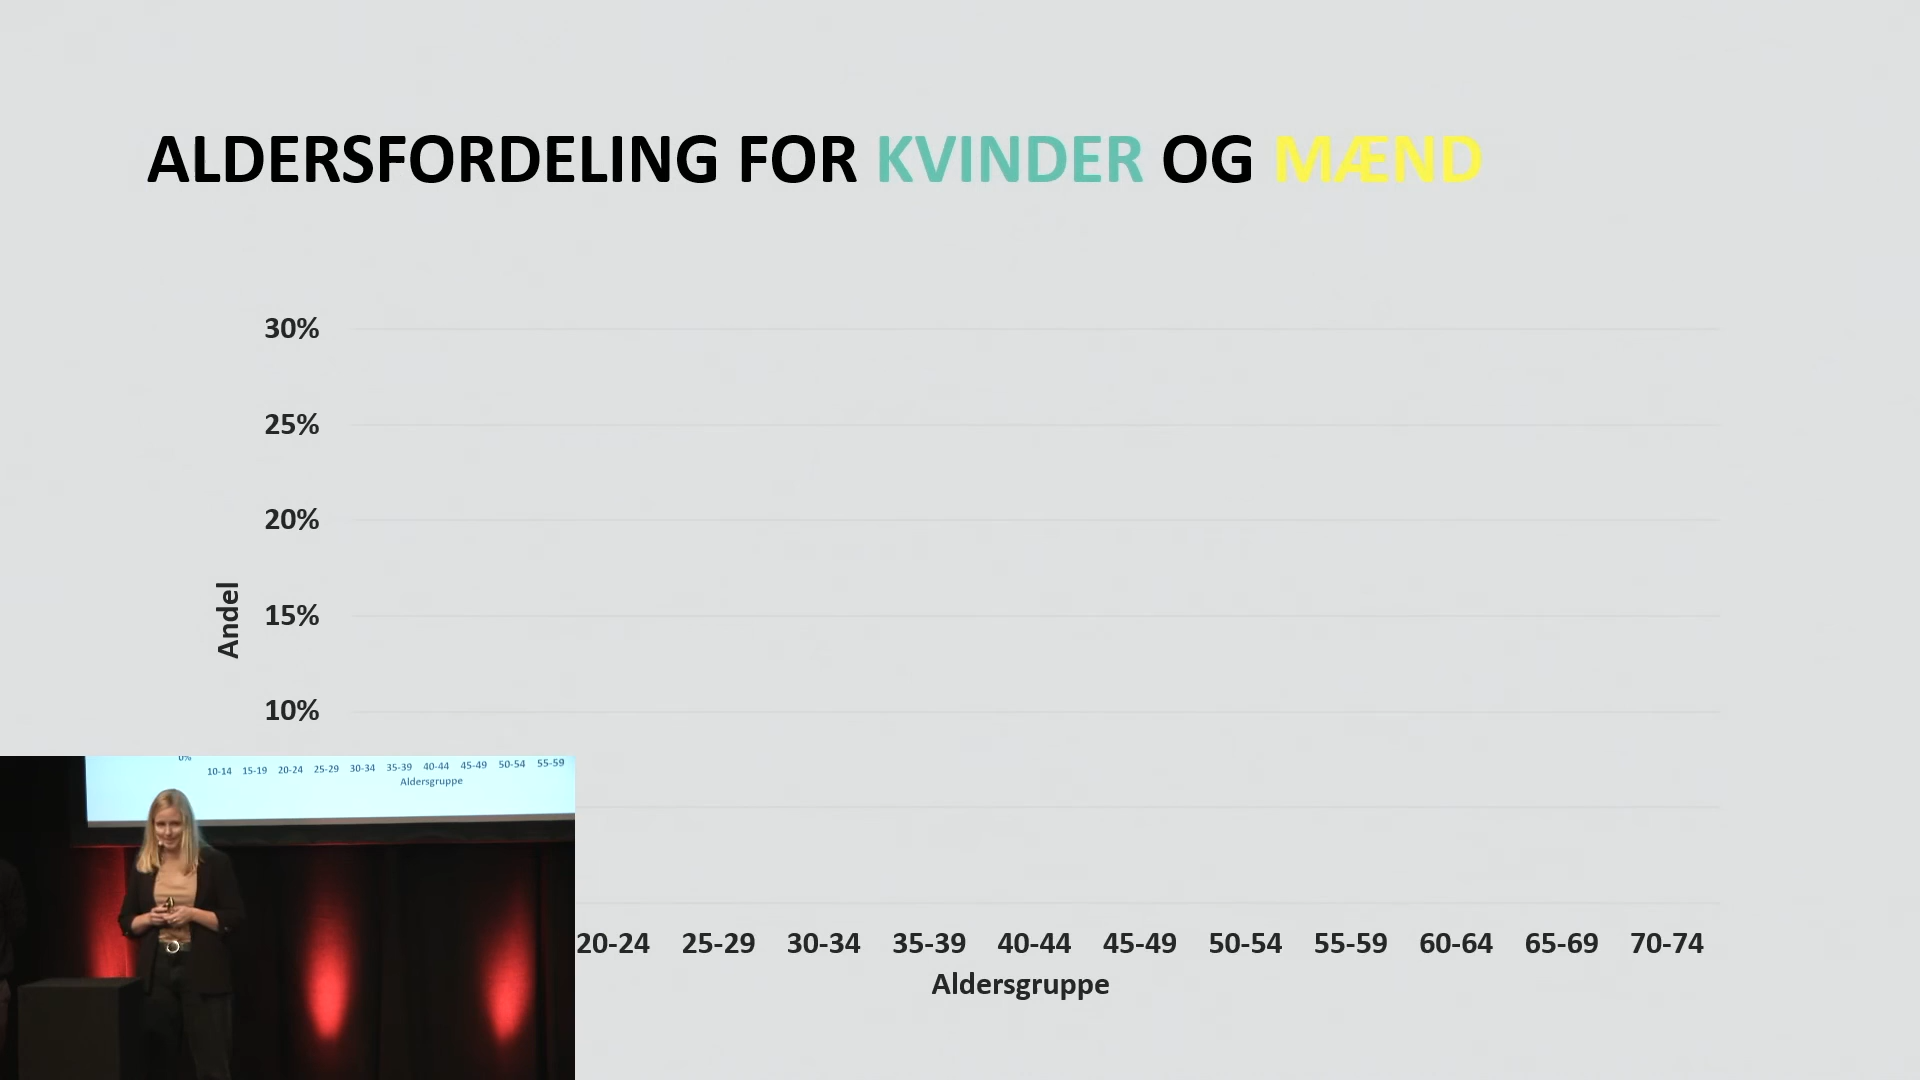 ALDERSFORDELING FOR KVINDER OG MÆND
30%
25%
20%
15%
10%
Andel
20-24 25-29 30-34 35-39 40-44 45-49 50-54 55-59 60-64 65-69 70-74
Aldersgruppe
0%
10-14 15-19 20-24 25-29 30-34 35-39 40-44 45-49 50-54 55-59
Aldersgruppe